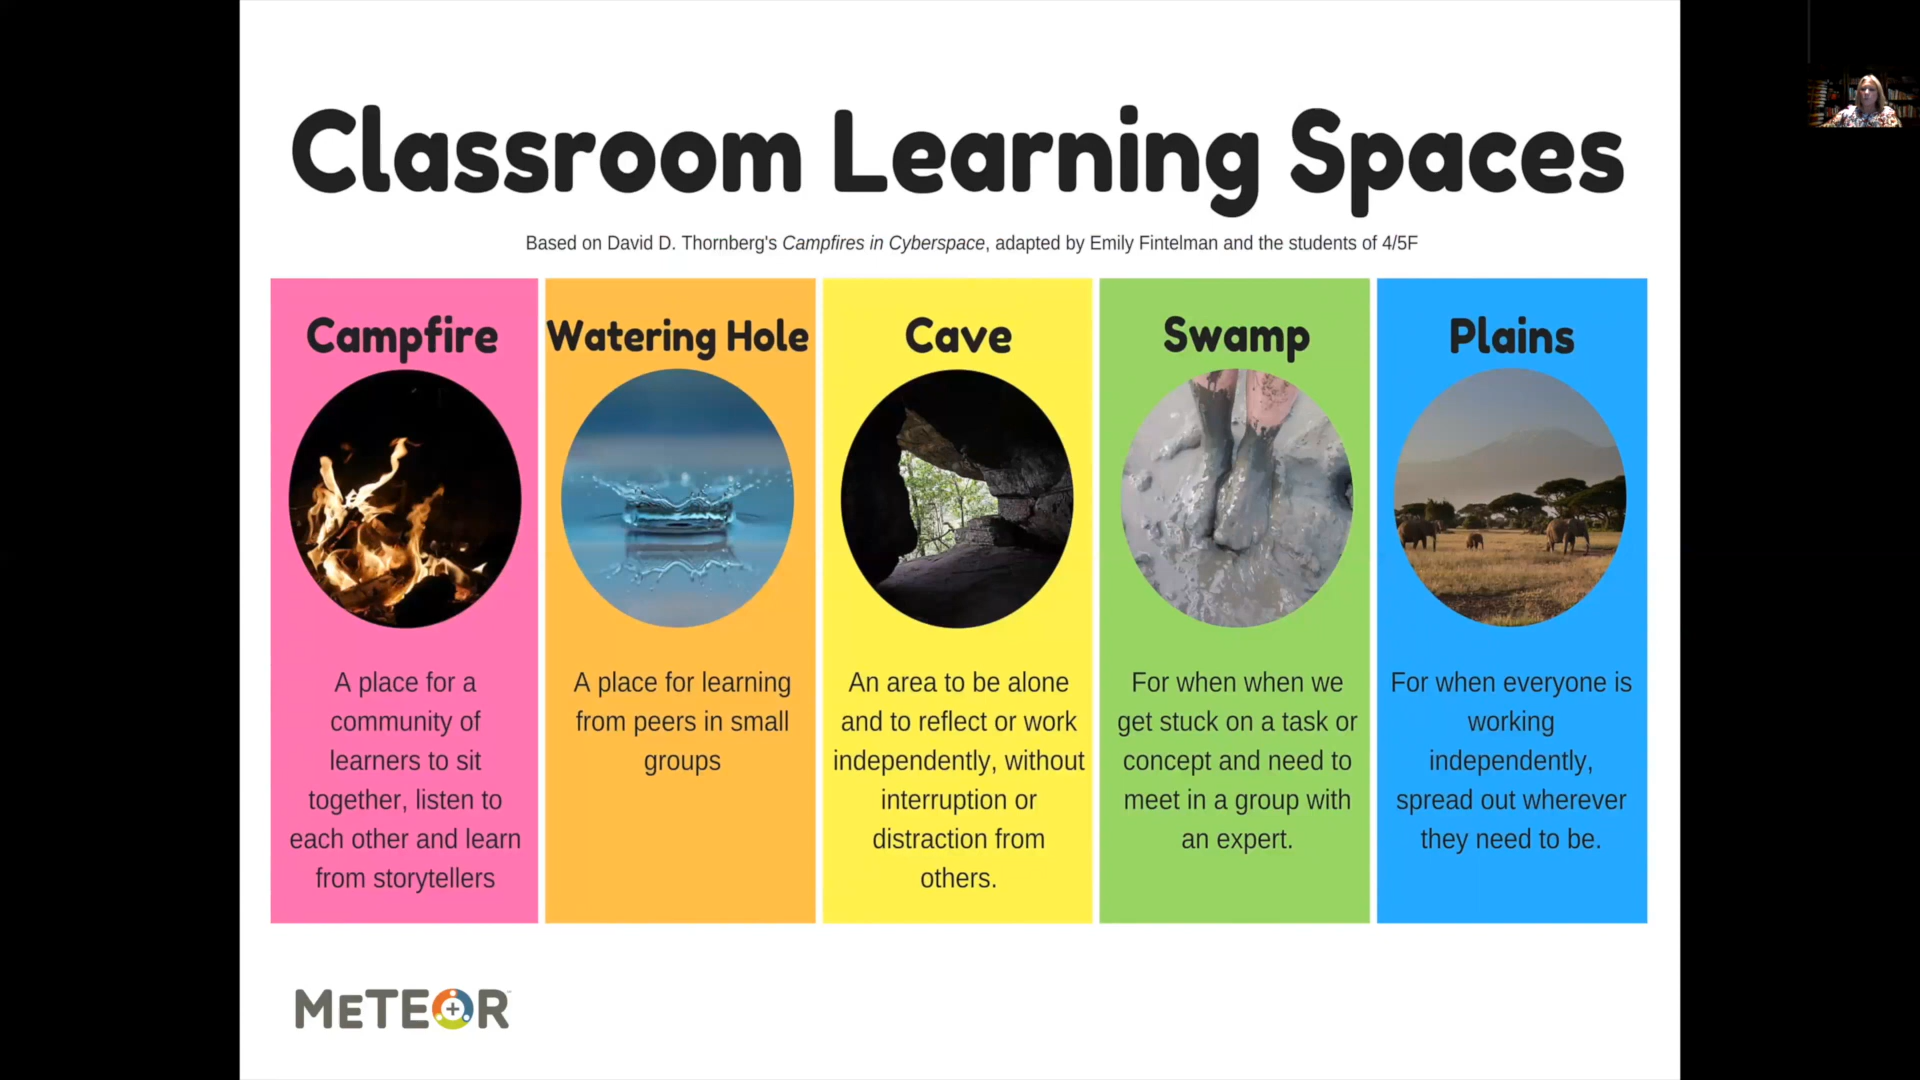 Classroom Learning Spaces
Based on David D. Thornberg's Campfires in Cyberspace, adapted by Emily Fintelman and the students of 4/5F
Campfire
A place for a
community of
learners to sit
together, listen to
each other and learn
from storytellers
Watering Hole
A place for learning
from peers in small
groups
Cave
An area to be alone
and to reflect or work
independently, without
interruption or
distraction from
others.
Swamp
For when when we
get stuck on a task or
concept and need to
meet in a group with
an expert.
Plains
For when everyone is
working
independently,
spread out wherever
they need to be.
METEOR